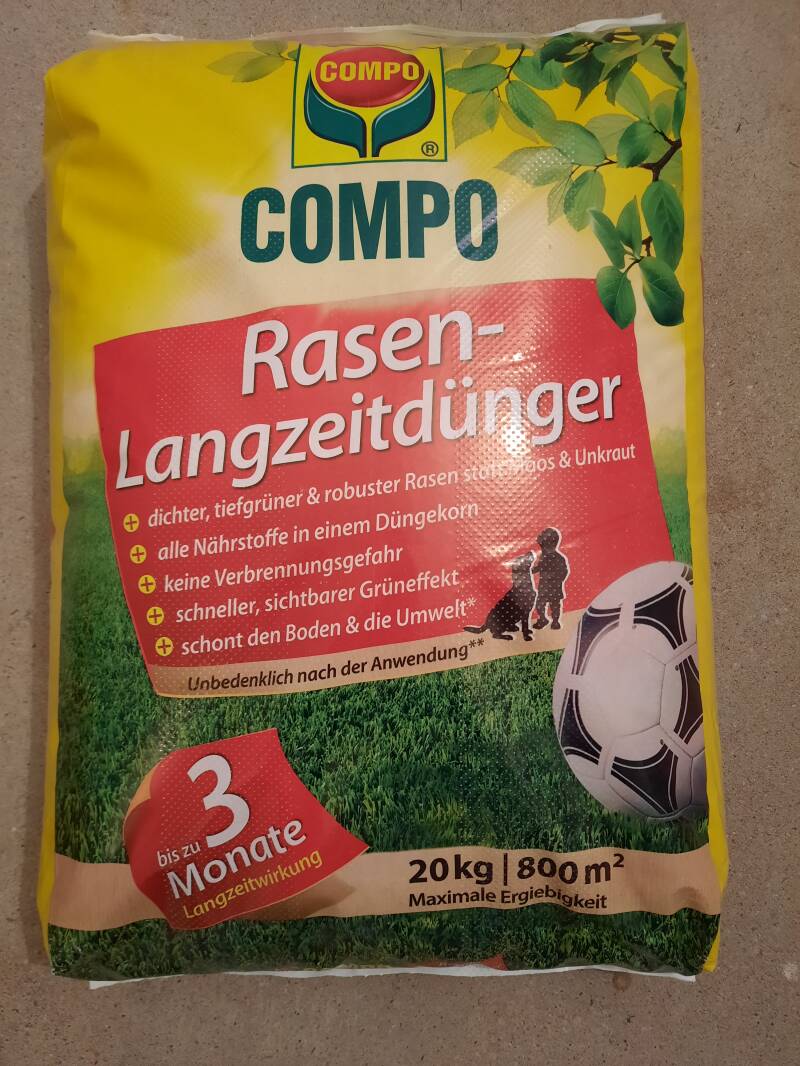 COMPO
®
COMPO
Rasen-
Langzeitdünger
dichter, tiefgrüner & robuster Rasen statt Moos & Unkraut
alle Nährstoffe in einem Düngekorn
keine Verbrennungsgefahr
schneller, sichtbarer Grüneffekt
schont den Boden & die Umwelt*
Unbedenklich nach der Anwendung**
bis zu 3
Monate
Langzeitwirkung
20 kg | 800 m²
Maximale Ergiebigkeit